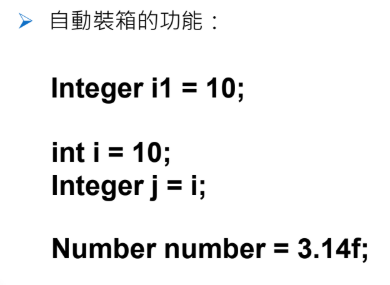 自動裝箱的功能：
Integer i1 = 10;
int i = 10;
Integer j = i;
Number number = 3.14f;